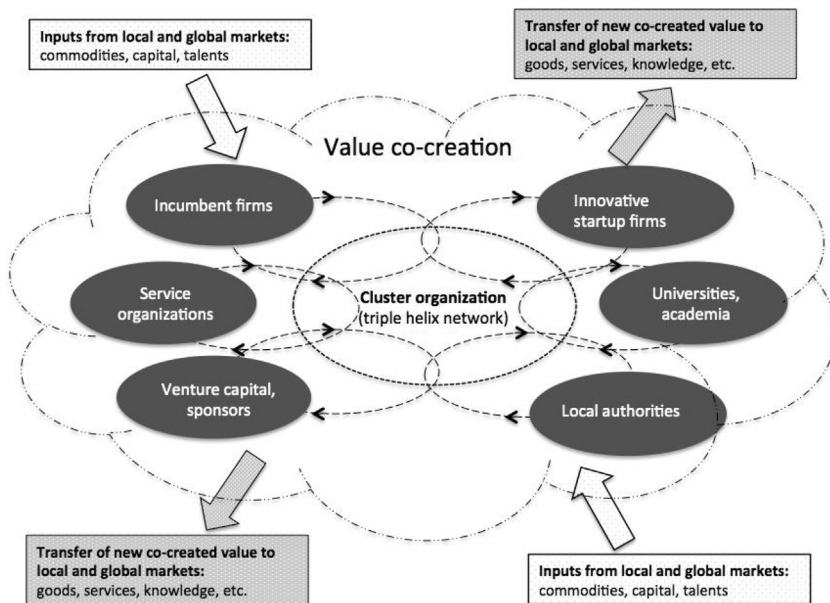 Inputs from local and global markets:
commodities, capital, talents
Transfer of new co-created value to
local and global markets:
goods, services, knowledge, etc.
Value co-creation
Incumbent firms
Innovative
startup firms
Service
organizations
Cluster organization
(triple helix network)
Universities,
academia
Venture capital,
sponsors
Local authorities
Transfer of new co-created value to
local and global markets:
goods, services, knowledge, etc.
Inputs from local and global markets:
commodities, capital, talents